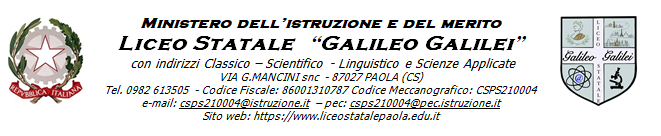 MINISTERO DELL'ISTRUZIONE E DEL MERITO
LICEO STATALE "GALILEO GALILEI"
con indirizzi Classico – Scientifico - Linguistico e Scienze Applicate
VIA G.MANCINI snc - 87027 PAOLA (CS)
Tel. 0982 613505 - Codice Fiscale: 86001310787 Codice Meccanografico: CSPS210004
e-mail: csps210004@istruzione.it – pec: csps210004@pec.istruzione.it
Sito web: https://www.liceostatalepaola.edu.it
REPVBBLICA ITALIANA
LICEO
Galileo Galilei
STATALE